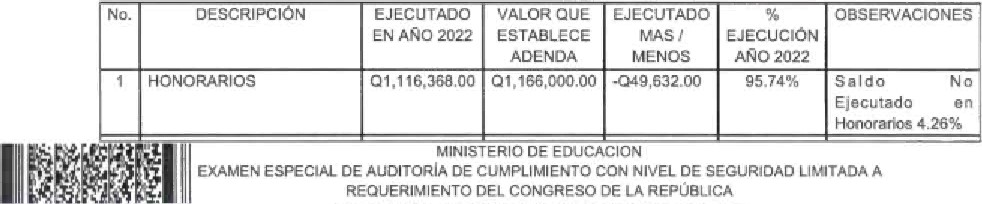 No. DESCRIPCIÓN EJECUTADO EN AÑO 2022 VALOR QUE ESTABLECE ADENDA EJECUTADO MAS / MENOS % EJECUCIÓN AÑO 2022 OBSERVACIONES
1 HONORARIOS Q1,116,368.00 Q1,166,000.00 -Q49,632.00 95.74% Saldo No
Ejecutado en
Honorarios 4.26%
MINISTERIO DE EDUCACION
EXAMEN ESPECIAL DE AUDITORÍA DE CUMPLIMIENTO CON NIVEL DE SEGURIDAD LIMITADA A
REQUERIMIENTO DEL CONGRESO DE LA REPÚBLICA